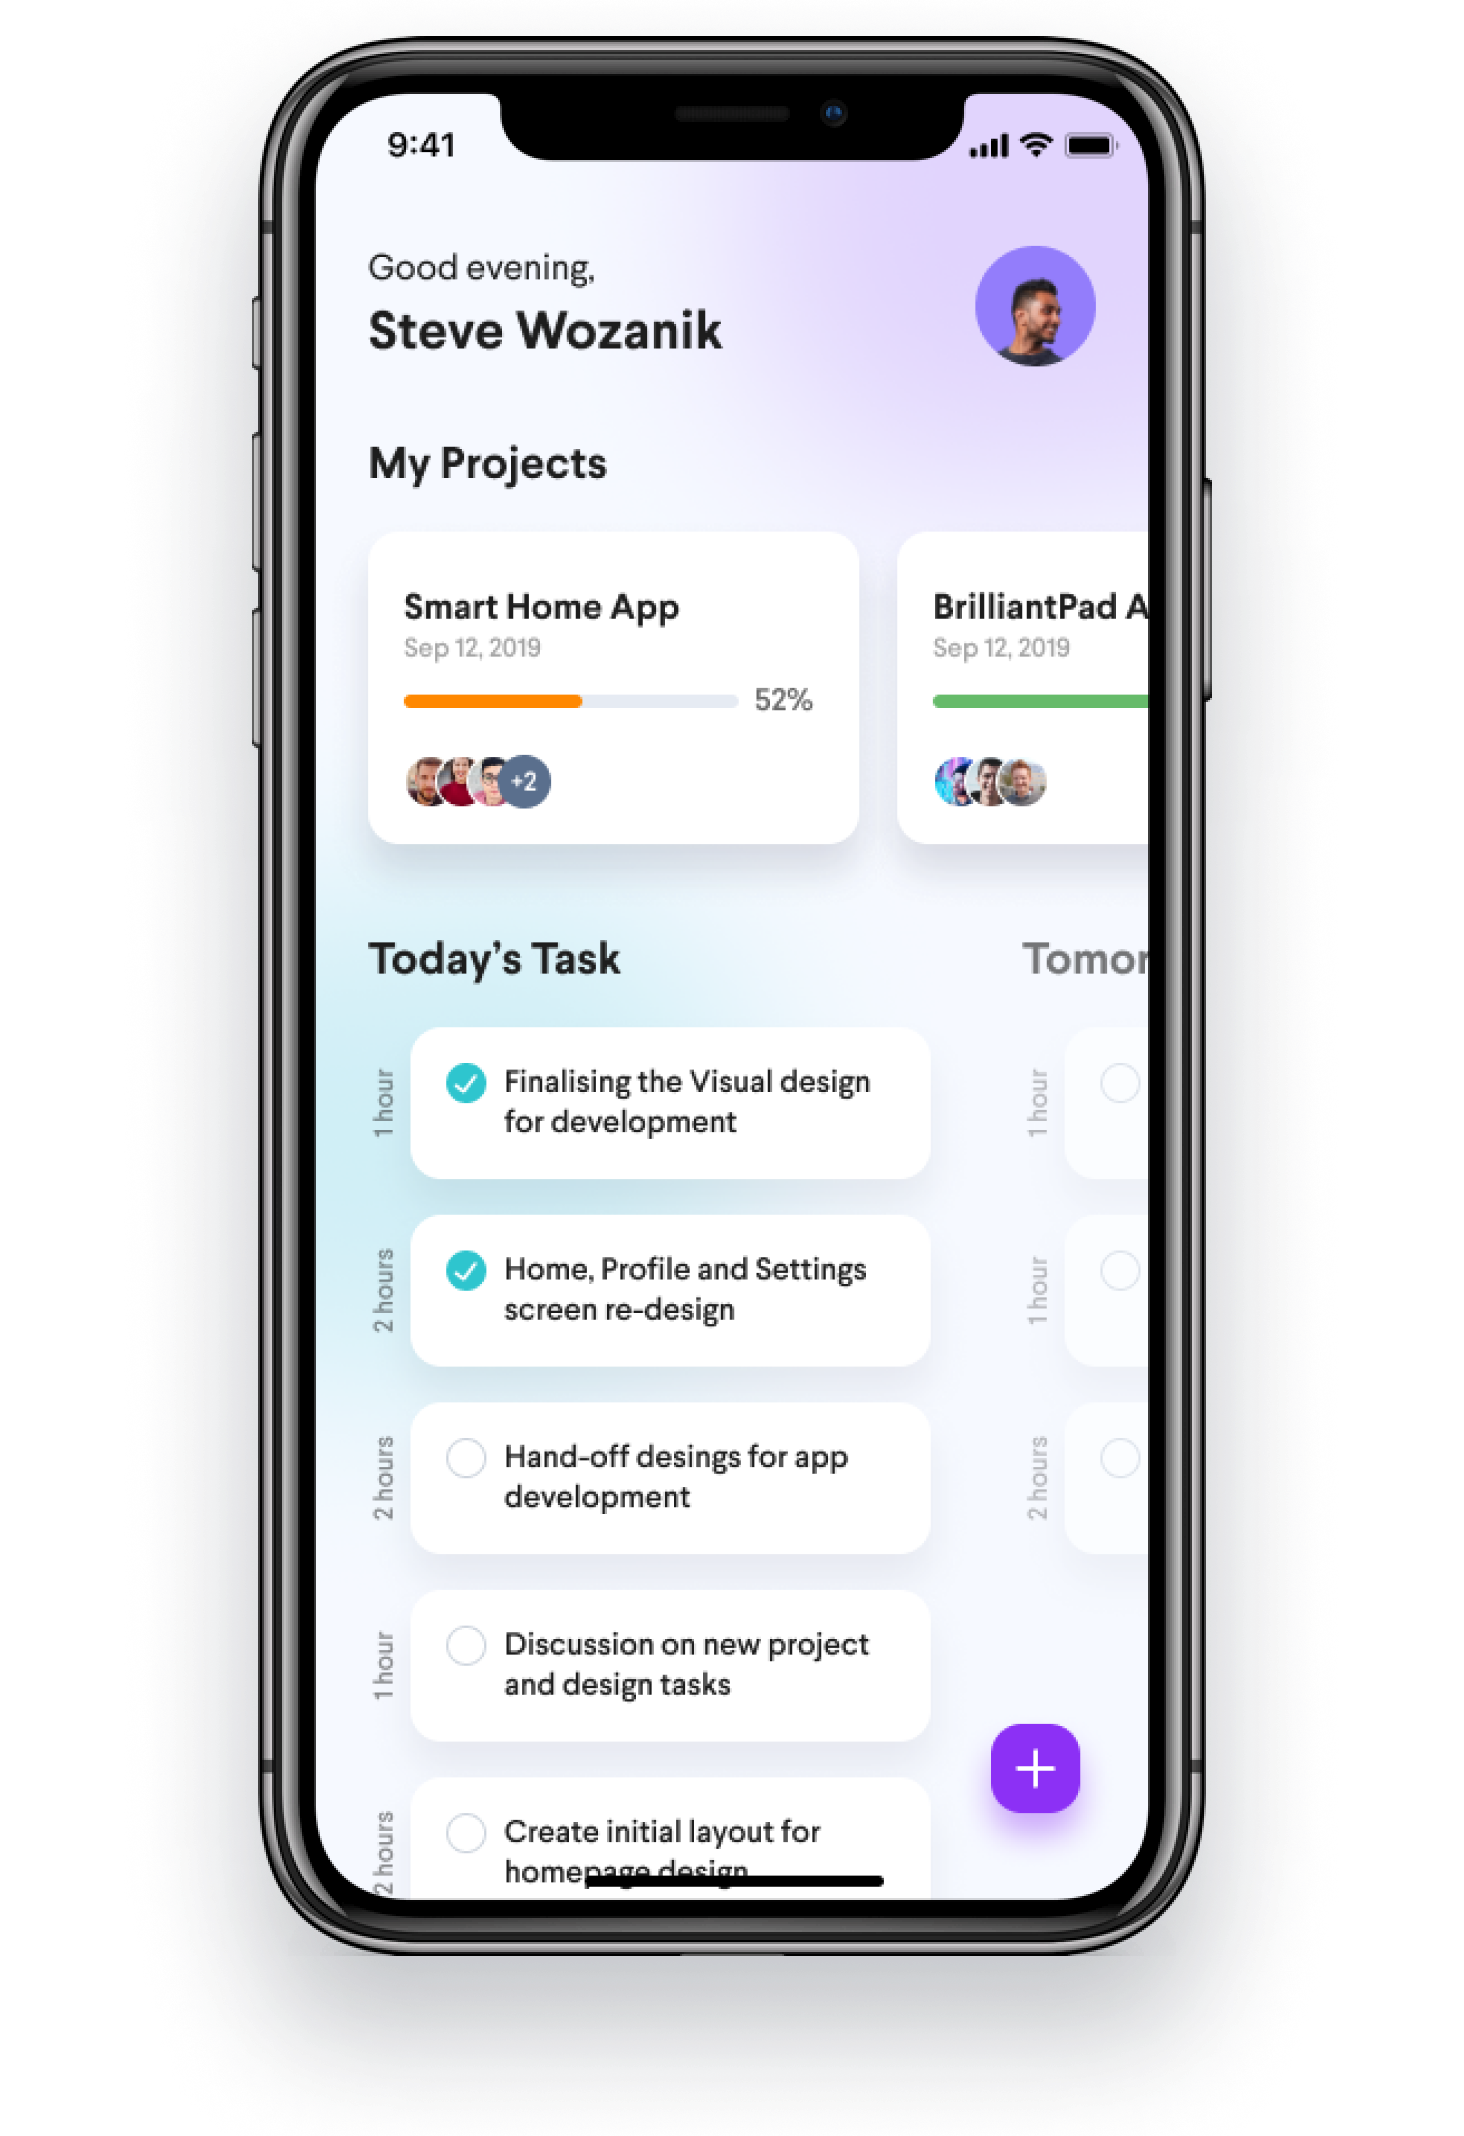 9:41
Good evening,
Steve Wozanik
My Projects
Smart Home App
Sep 12, 2019
52%
+2
BrilliantPad A
Sep 12, 2019
Today’s Task
Tomor
1 hour
Finalising the Visual design
for development
1 hour
2 hours
Home, Profile and Settings
screen re-design
1 hour
2 hours
Hand-off desings for app
development
2 hours
1 hour
Discussion on new project
and design tasks
2 hours
Create initial layout for
homepage design